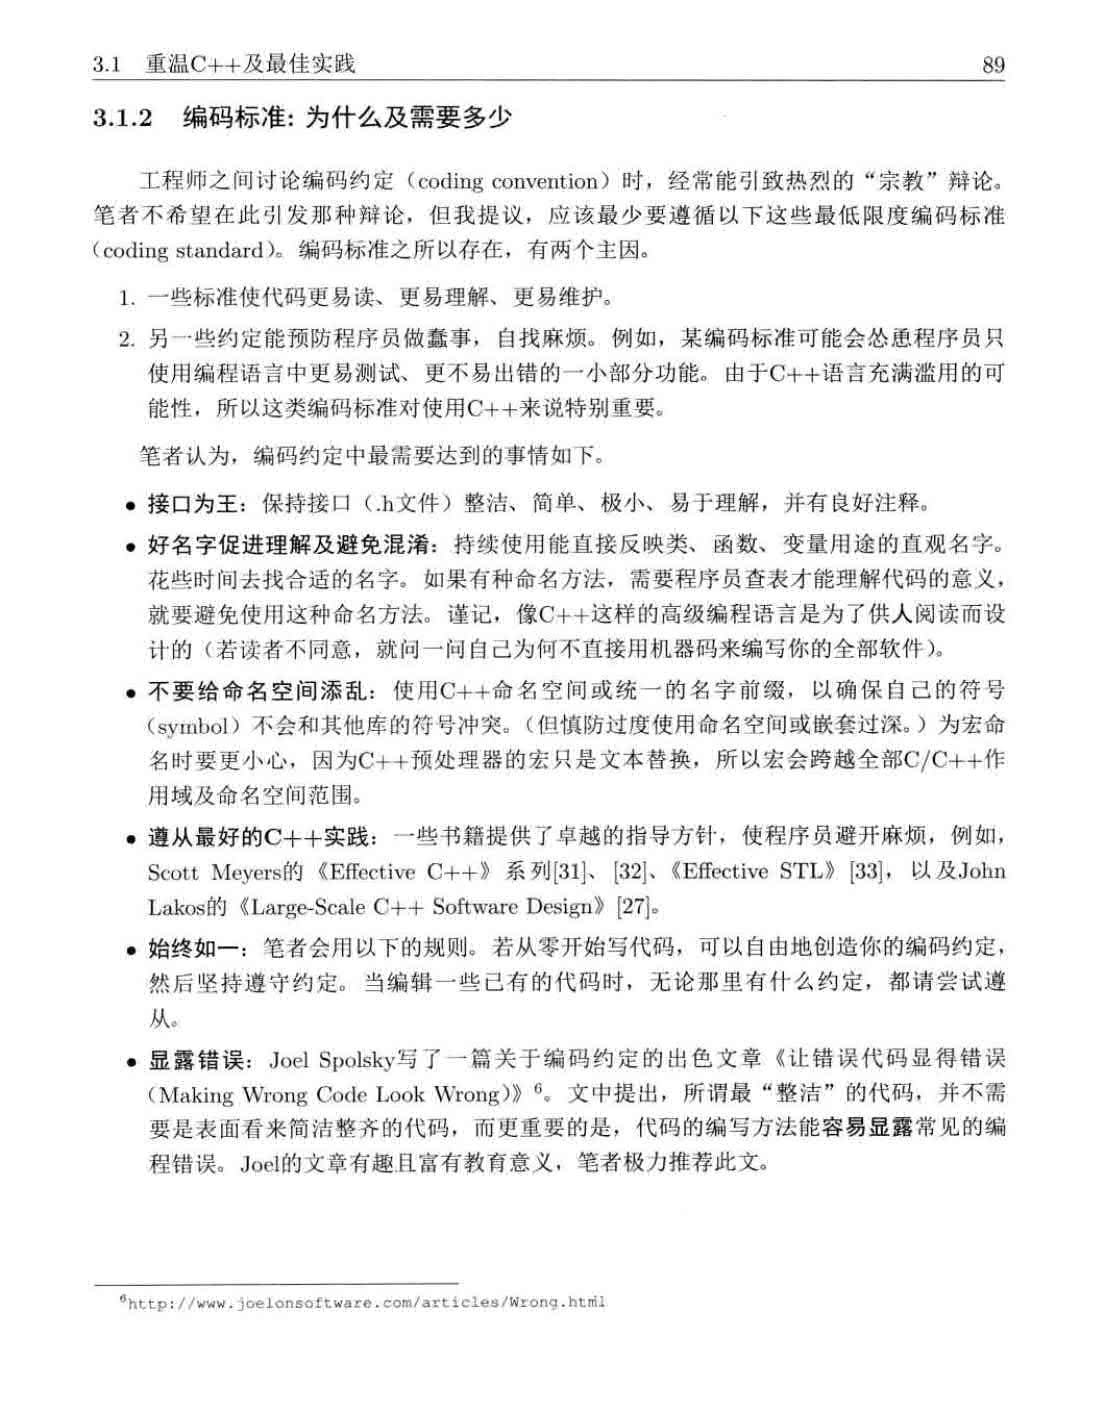 3.1 重温C++及最佳实践 89
3.1.2 编码标准: 为什么及需要多少
工程师之间讨论编码约定（coding convention）时，经常能引致热烈的“宗教”辩论。
笔者不希望在此引发那种辩论，但我提议，应该最少要遵循以下这些最低限度编码标准
（coding standard）。编码标准之所以存在，有两个主因。
1. 一些标准使代码更易读、更易理解、更易维护。
2. 另一些约定能预防程序员做蠢事，自找麻烦。例如，某编码标准可能会怂恿程序员只
使用编程语言中更易测试、更不易出错的一小部分功能。由于C++语言充满滥用的可
能性，所以这类编码标准对使用C++来说特别重要。
笔者认为，编码约定中最需要达到的事情如下。
• 接口为王：保持接口（.h文件）整洁、简单、极小、易于理解，并有良好注释。
• 好名字促进理解及避免混淆：持续使用能直接反映类、函数、变量用途的直观名字。
花些时间去找合适的名字。如果有种命名方法，需要程序员查表才能理解代码的意义，
就要避免使用这种命名方法。谨记，像C++这样的高级编程语言是为了供人阅读而设
计的（若读者不同意，就问一问自己为何不直接用机器码来编写你的全部软件）。
• 不要给命名空间添乱：使用C++命名空间或统一的名字前缀，以确保自己的符号
（symbol）不会和其他库的符号冲突。（但慎防过度使用命名空间或嵌套过深。）为宏命
名时要更小心，因为C++预处理器的宏只是文本替换，所以宏会跨越全部C/C++作
用域及命名空间范围。
• 遵从最好的C++实践：一些书籍提供了卓越的指导方针，使程序员避开麻烦，例如，
Scott Meyers的《Effective C++》系列[31]、[32]、《Effective STL》[33]，以及John
Lakos的《Large-Scale C++ Software Design》[27]。
• 始终如一：笔者会用以下的规则。若从零开始写代码，可以自由地创造你的编码约定，
然后坚持遵守约定。当编辑一些已有的代码时，无论那里有什么约定，都请尝试遵
从。
• 显露错误：Joel Spolsky写了一篇关于编码约定的出色文章《让错误代码显得错误
（Making Wrong Code Look Wrong）》⁶。文中提出，所谓最“整洁”的代码，并不需
要是表面看来简洁整齐的代码，而更重要的是，代码的编写方法能容易显露常见的编
程错误。Joel的文章有趣且富有教育意义，笔者极力推荐此文。
⁶http://www.joelonsoftware.com/articles/Wrong.html